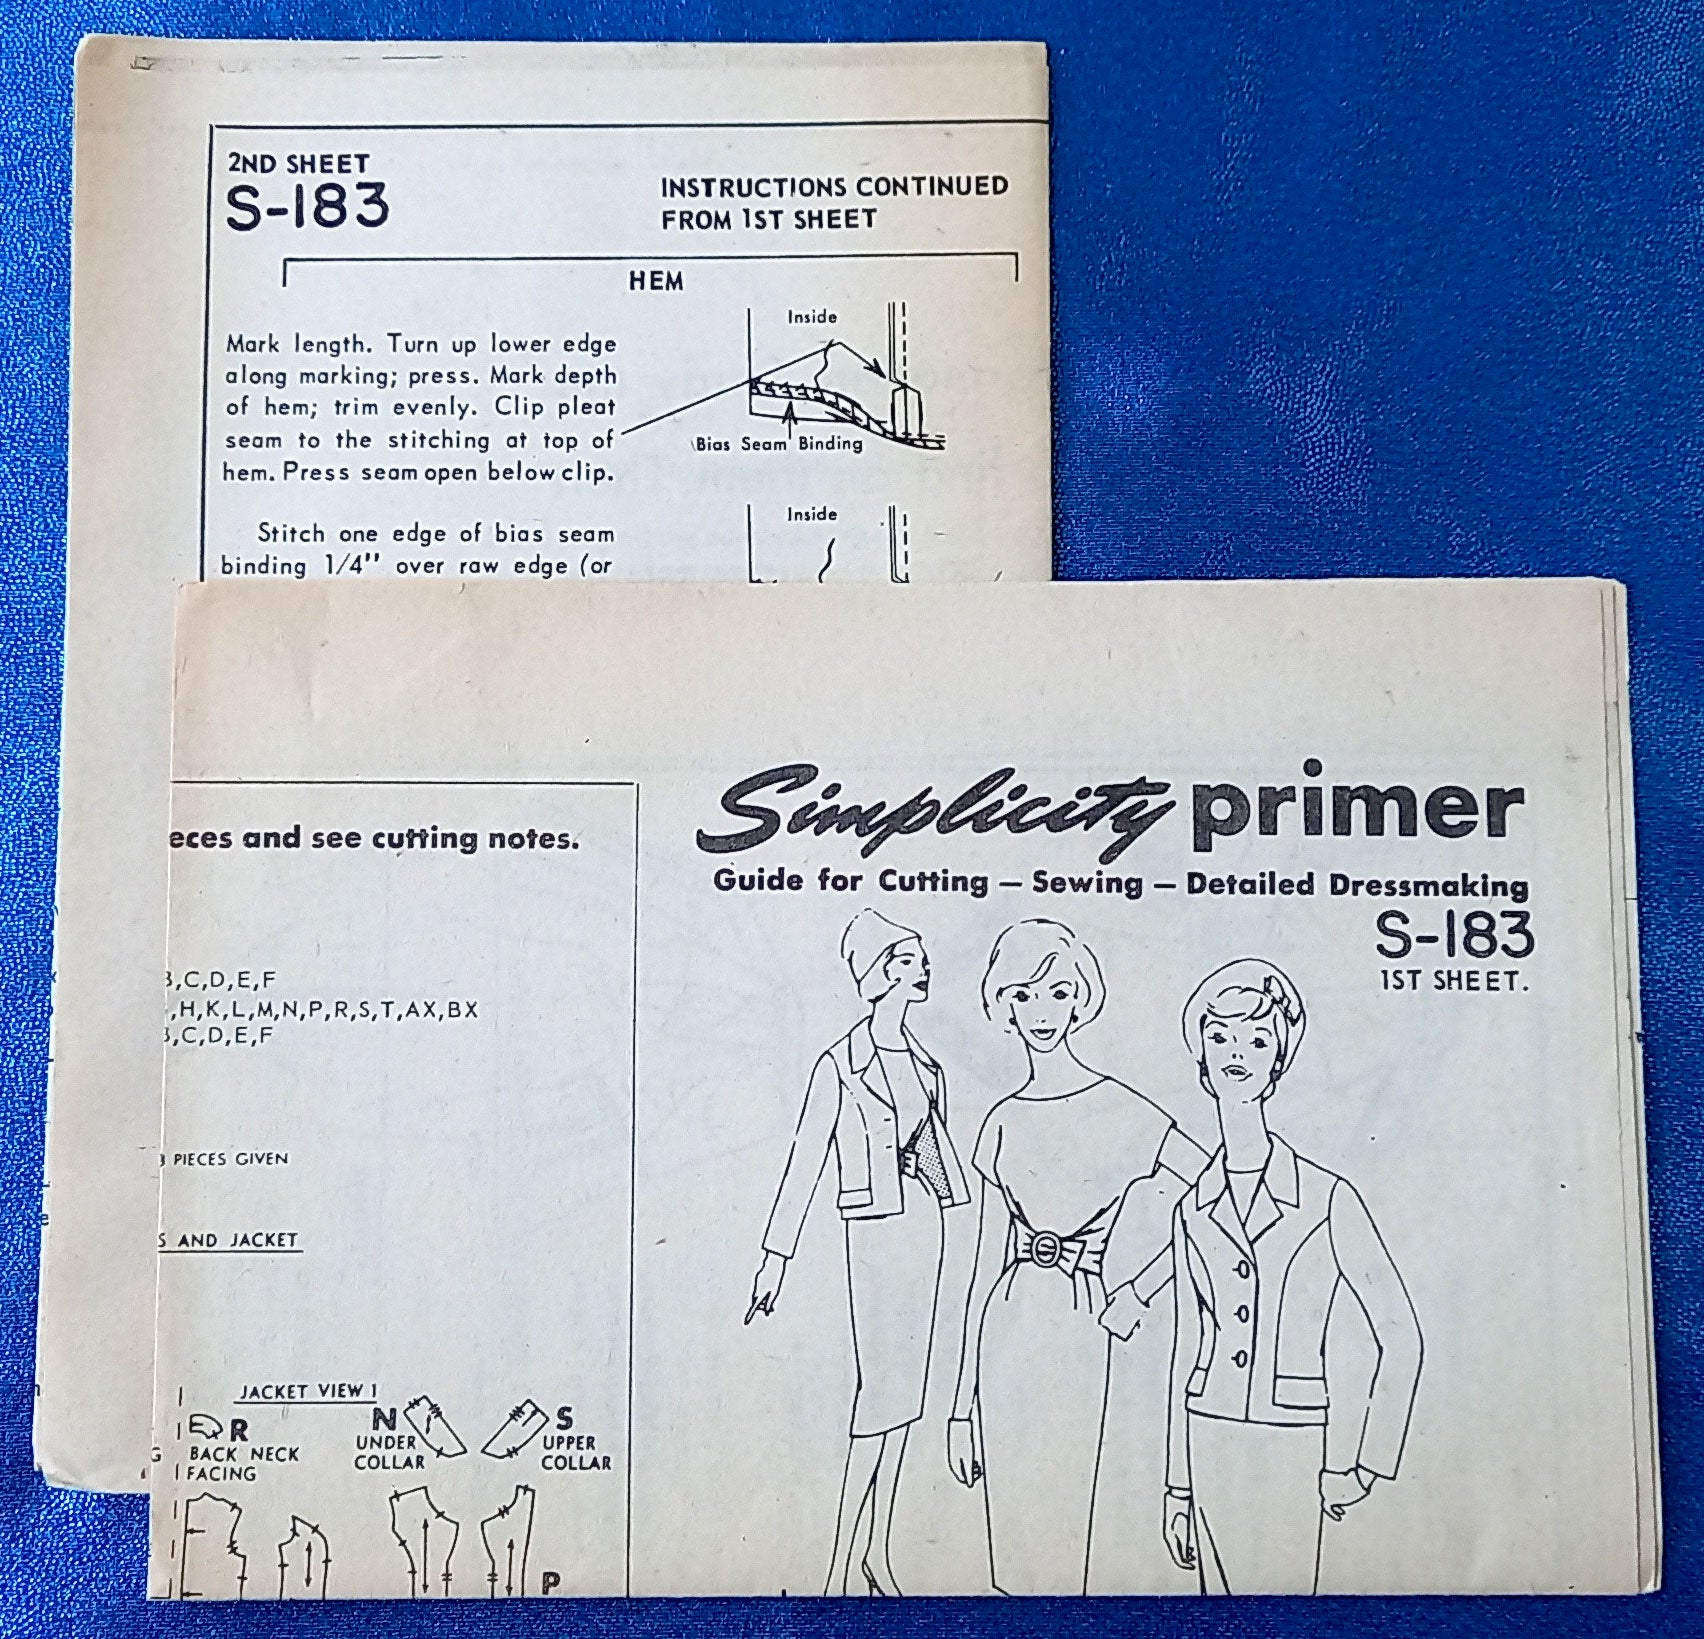 2ND SHEET
S-183
INSTRUCTIONS CONTINUED
FROM 1ST SHEET
HEM
Mark length. Turn up lower edge
along marking; press. Mark depth
of hem; trim evenly. Clip pleat
seam to the stitching at top of
hem. Press seam open below clip.
Inside
Bias Seam Binding
Stitch one edge of bias seam
binding 1/4" over raw edge (or
Inside
Simplicity primer
Guide for Cutting — Sewing — Detailed Dressmaking
S-183
1ST SHEET.
eces and see cutting notes.
,C,D,E,F
,H,K,L,M,N,P,R,S,T,AX,BX
,C,D,E,F
PIECES GIVEN
S AND JACKET
JACKET VIEW 1
R
BACK NECK
FACING
N
UNDER
COLLAR
S
UPPER
COLLAR
G
P